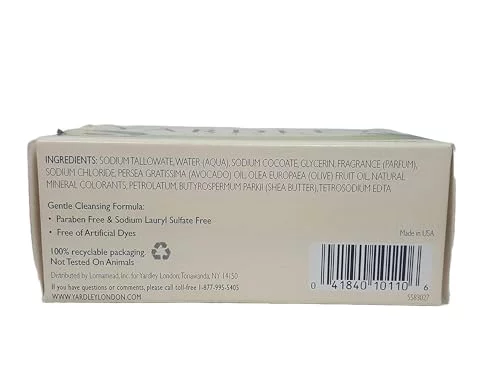 YARDLEY
INGREDIENTS: SODIUM TALLOWATE, WATER (AQUA), SODIUM COCOATE, GLYCERIN, FRAGRANCE (PARFUM),
SODIUM CHLORIDE, PERSEA GRATISSIMA (AVOCADO) OIL, OLEA EUROPAEA (OLIVE) FRUIT OIL, NATURAL
MINERAL COLORANTS, PETROLATUM, BUTYROSPERMUM PARKII (SHEA BUTTER), TETROSODIUM EDTA
Gentle Cleansing Formula:
• Paraben Free & Sodium Lauryl Sulfate Free
• Free of Artificial Dyes
Made in USA
100% recyclable packaging.
Not Tested On Animals
Distributed by Lornamead, Inc. for Yardley London, Tonawanda, NY 14150
If you have questions or comments, please call toll-free 1-877-995-5405
WWW.YARDLEYLONDON.COM
0 41840 10110 6
5583027